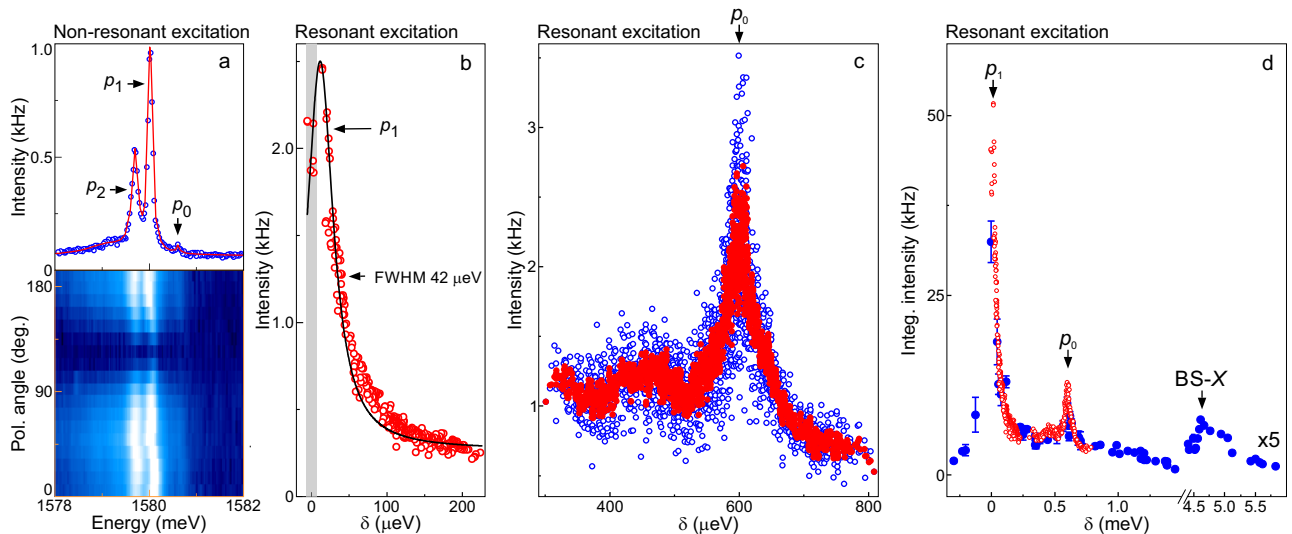 Non-resonant excitation
a
1.0
0.5
0
Intensity (kHz)
p1
p2
p0
180
90
0
Pol. angle (deg.)
1578
1580
1582
Energy (meV)
Resonant excitation
b
2.0
1.0
0
Intensity (kHz)
p1
FWHM 42 μeV
0
100
200
δ (μeV)
Resonant excitation
p0
c
3
2
1
Intensity (kHz)
400
600
800
δ (μeV)
Resonant excitation
d
p1
50
25
0
Integ. intensity (kHz)
p0
BS-X
x5
0
0.5
1.0
4.5
5.0
5.5
δ (meV)